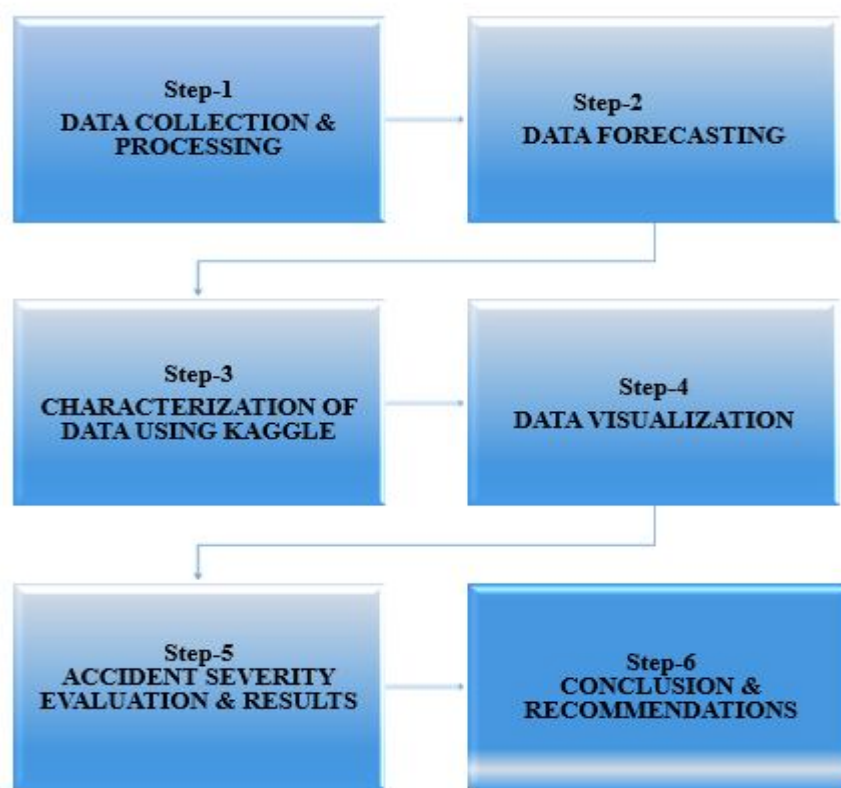 Step-1
DATA COLLECTION &
PROCESSING
Step-2
DATA FORECASTING
Step-3
CHARACTERIZATION OF
DATA USING KAGGLE
Step-4
DATA VISUALIZATION
Step-5
ACCIDENT SEVERITY
EVALUATION & RESULTS
Step-6
CONCLUSION &
RECOMMENDATIONS